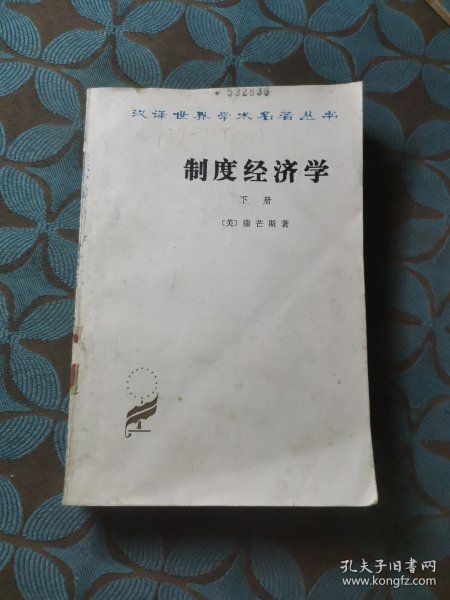 532836
汉译世界学术名著丛书
制度经济学
下册
〔美〕康芒斯著
孔夫子旧书网
www.kongfz.com